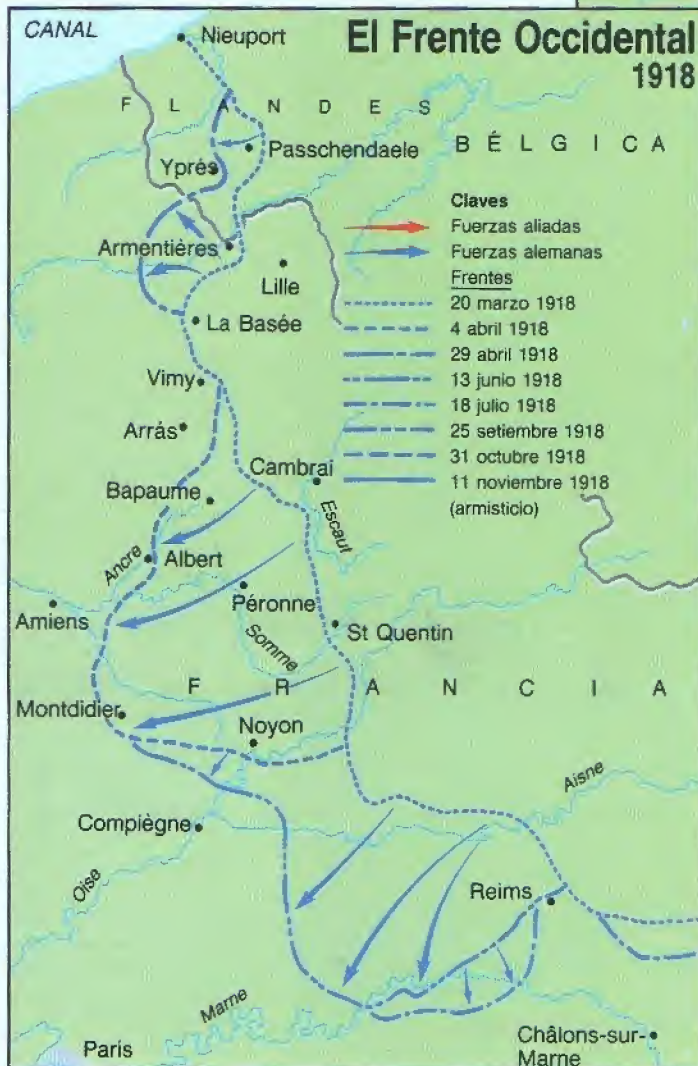 CANAL
Nieuport
El Frente Occidental
1918
F L A N D E S
Passchendaele
BÉLGICA
Yprés
Claves
Fuerzas aliadas
Armentières
Fuerzas alemanas
Lille
Frentes
20 marzo 1918
La Basée
4 abril 1918
29 abril 1918
Vimy
13 junio 1918
18 julio 1918
Arrás
25 setiembre 1918
Cambrai
31 octubre 1918
Bapaume
11 noviembre 1918
(armisticio)
Escaut
Ancre
Albert
Péronne
Amiens
St Quentin
Somme
F R A N C I A
Montdidier
Noyon
Aisne
Compiègne
Oise
Reims
Marne
Paris
Châlons-sur-
Marne